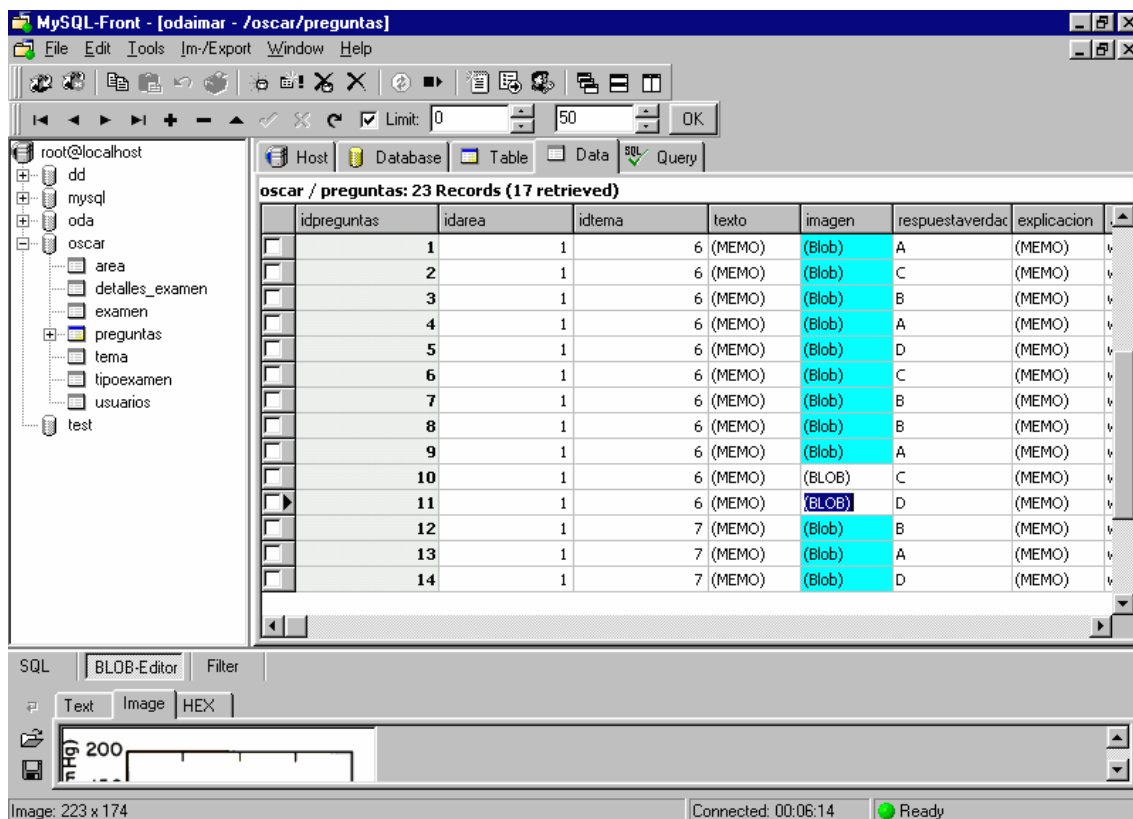 MySQL-Front - [odaimar - /oscar/preguntas]
File Edit Tools Im-/Export Window Help
Limit: 0 50 OK
root@localhost
dd
mysql
oda
oscar
area
detalles_examen
examen
preguntas
tema
tipoexamen
usuarios
test
Host Database Table Data SQL Query
oscar / preguntas: 23 Records (17 retrieved)
idpreguntas idarea idtema texto imagen respuestaverdac explicacion
1 1 6 (MEMO) (Blob) A (MEMO)
2 1 6 (MEMO) (Blob) C (MEMO)
3 1 6 (MEMO) (Blob) B (MEMO)
4 1 6 (MEMO) (Blob) A (MEMO)
5 1 6 (MEMO) (Blob) D (MEMO)
6 1 6 (MEMO) (Blob) C (MEMO)
7 1 6 (MEMO) (Blob) B (MEMO)
8 1 6 (MEMO) (Blob) B (MEMO)
9 1 6 (MEMO) (Blob) A (MEMO)
10 1 6 (MEMO) (BLOB) C (MEMO)
11 1 6 (MEMO) (BLOB) D (MEMO)
12 1 7 (MEMO) (Blob) B (MEMO)
13 1 7 (MEMO) (Blob) A (MEMO)
14 1 7 (MEMO) (Blob) D (MEMO)
SQL BLOB-Editor Filter
Text Image HEX
200
Image: 223 x 174 Connected: 00:06:14 Ready